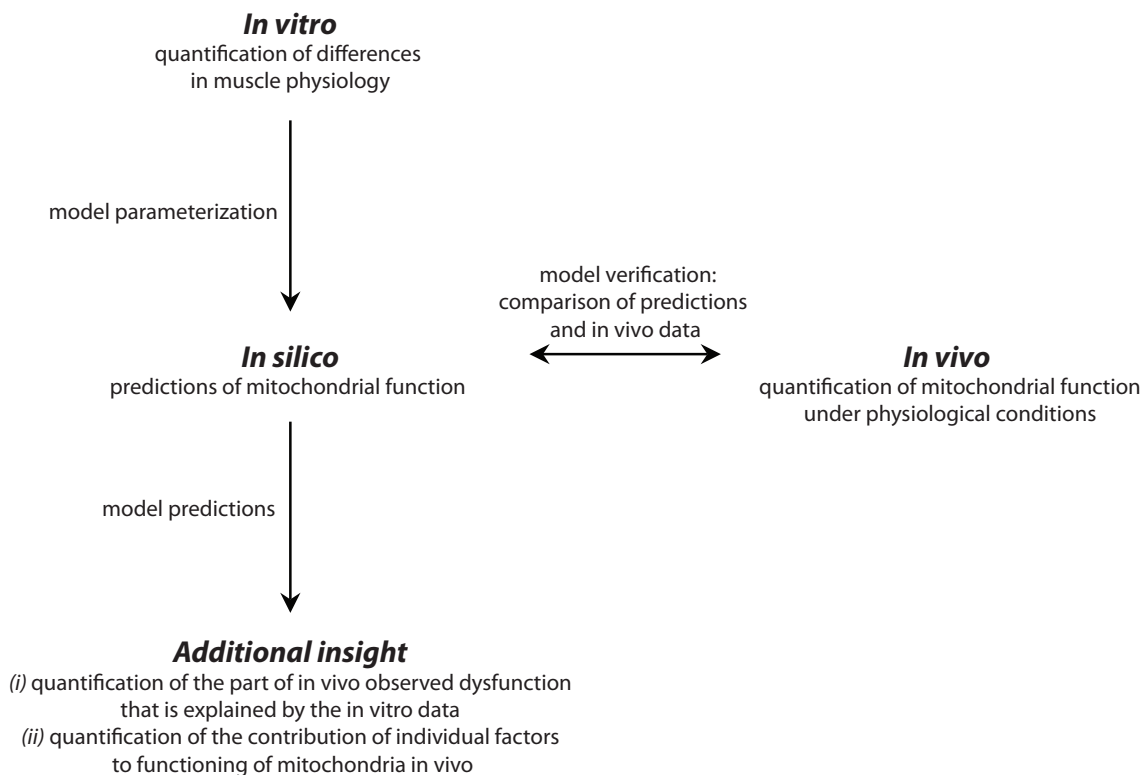 In vitro
quantification of differences
in muscle physiology
model parameterization
model verification:
comparison of predictions
and in vivo data
In silico
predictions of mitochondrial function
In vivo
quantification of mitochondrial function
under physiological conditions
model predictions
Additional insight
(i) quantification of the part of in vivo observed dysfunction
that is explained by the in vitro data
(ii) quantification of the contribution of individual factors
to functioning of mitochondria in vivo